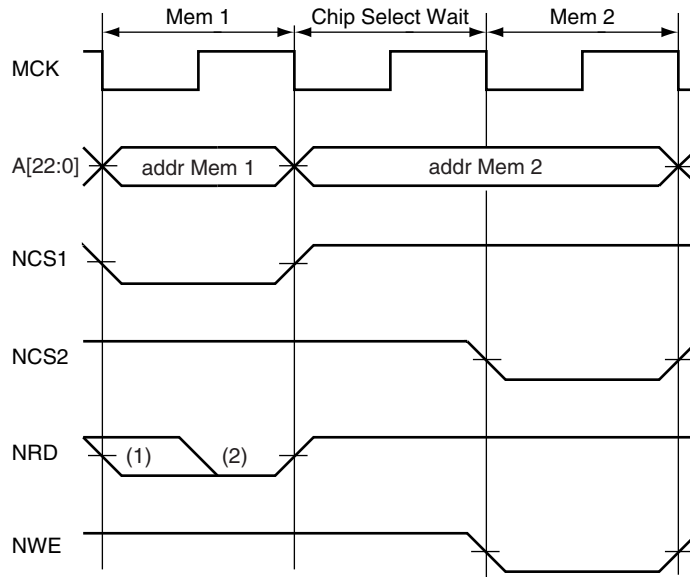 Mem 1 Chip Select Wait Mem 2
MCK
A[22:0] addr Mem 1 addr Mem 2
NCS1
NCS2
NRD (1) (2)
NWE